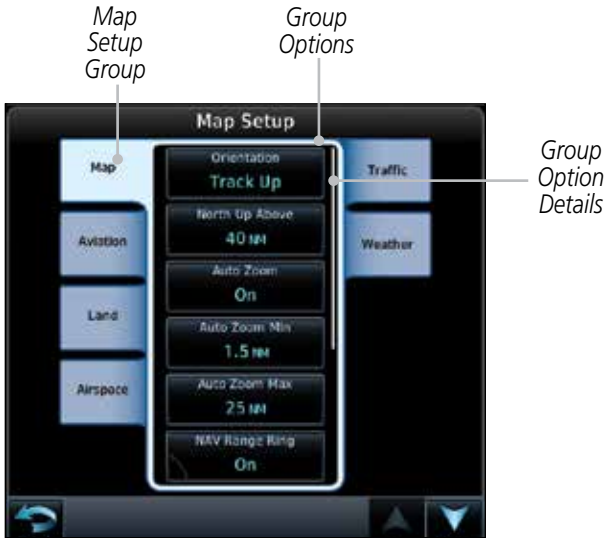 Map
Setup
Group
Group
Options
Map Setup
Group
Option
Details
Map
Aviation
Land
Airspace
Orientation
Track Up
North Up Above
40 NM
Auto Zoom
On
Auto Zoom Min
1.5 NM
Auto Zoom Max
25 NM
NAV Range Ring
On
Traffic
Weather